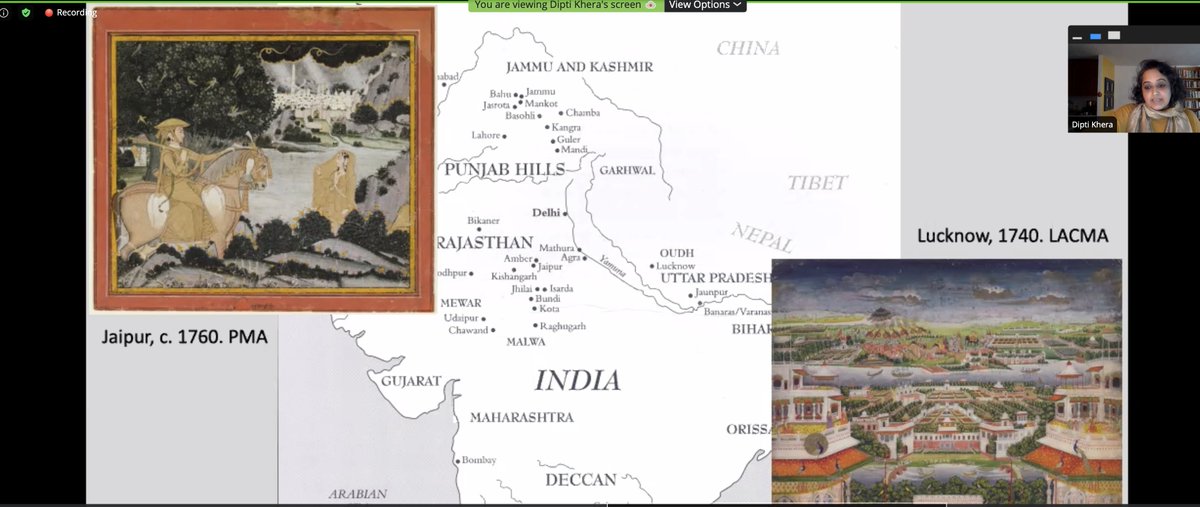 Recording
You are viewing Dipti Khera's screen
View Options
Dipti Khera
CHINA
JAMMU AND KASHMIR
abad
Bahu
Jammu
Jasrota
Mankot
Basohli
Chamba
Kangra
Lahore
Guler
Mandi
PUNJAB HILLS
GARHWAL
TIBET
Delhi
Bikaner
NEPAL
Lucknow, 1740. LACMA
RAJASTHAN
Mathura
OUDH
Amber
Agra
Yamuna
Lucknow
Jaipur
odhpur
Kishangarh
UTTAR PRADESH
Jhilai
Isarda
Jaunpur
MEWAR
Bundi
Kota
Banaras/Varanas
Udaipur
BIHAR
Chawand
Raghugarh
Jaipur, c. 1760. PMA
MALWA
GUJARAT
INDIA
MAHARASHTRA
ORISSA
Bombay
DECCAN
ARABIAN